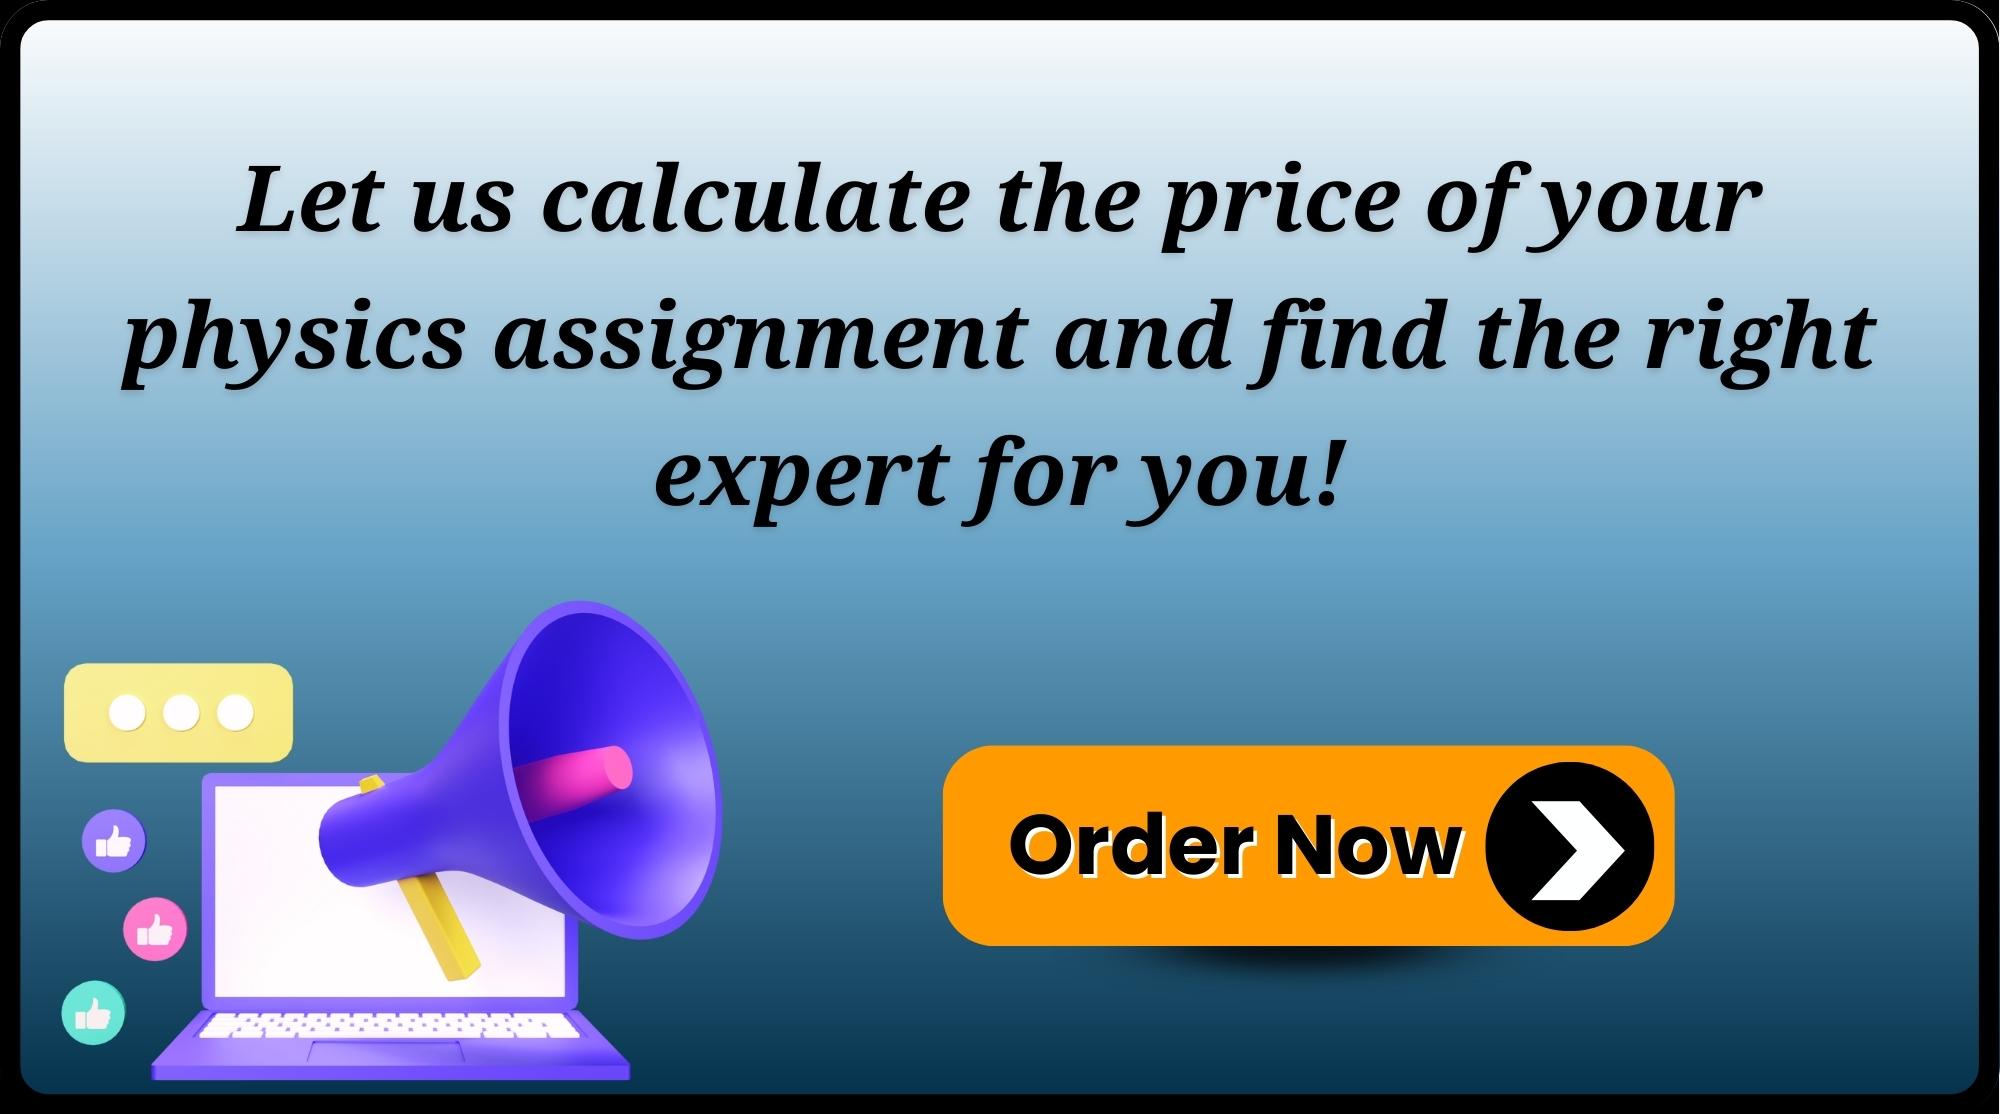 Let us calculate the price of your
physics assignment and find the right
expert for you!
Order Now